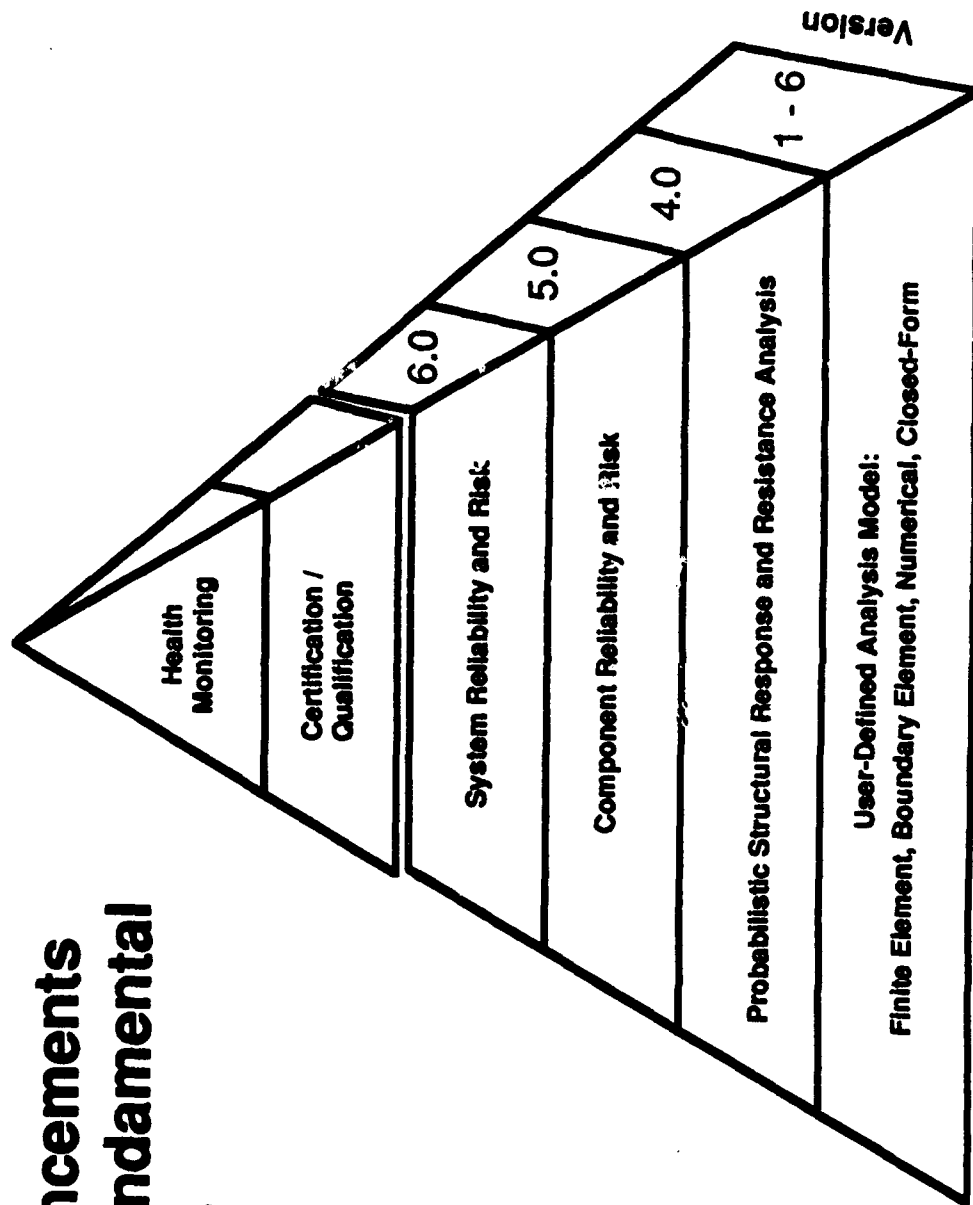 ncements
ndamental
Health
Monitoring
Certification /
Qualification
System Reliability and Risk
Component Reliability and Risk
Probabilistic Structural Response and Resistance Analysis
User-Defined Analysis Model:
Finite Element, Boundary Element, Numerical, Closed-Form
6.0
5.0
4.0
1 - 6
Version